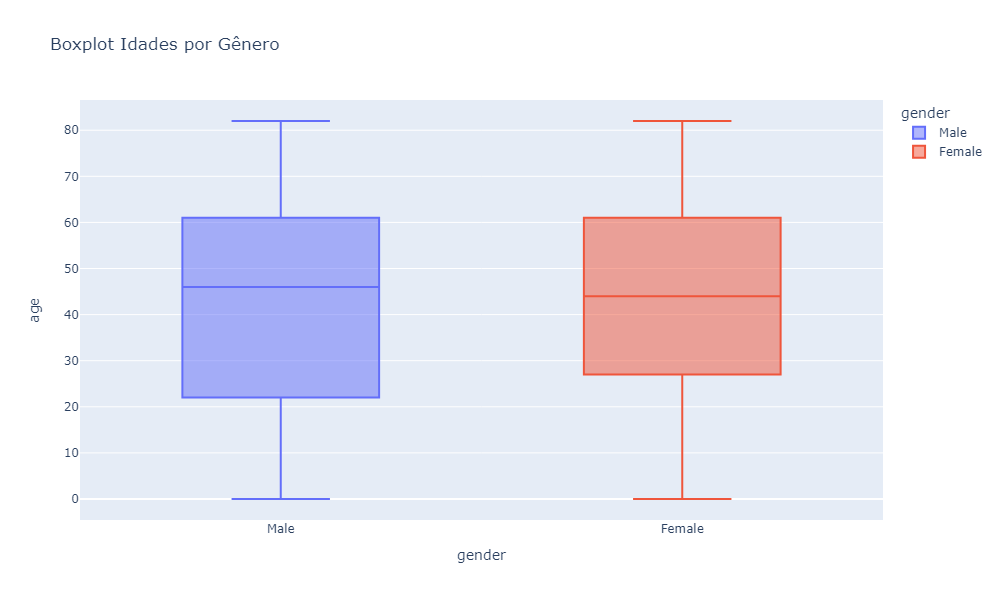 Boxplot Idades por Gênero
gender
Male
Female
80
70
60
50
40
30
20
10
0
age
Male
Female
gender